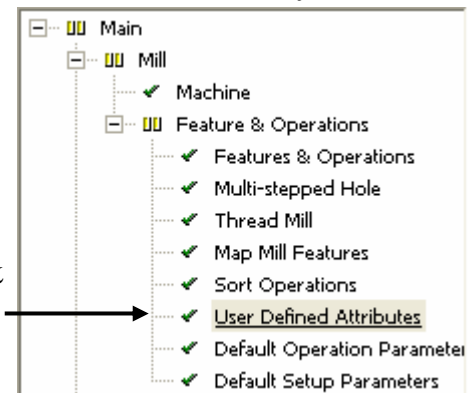 Main
Mill
Machine
Feature & Operations
Features & Operations
Multi-stepped Hole
Thread Mill
Map Mill Features
Sort Operations
User Defined Attributes
Default Operation Parameter
Default Setup Parameters